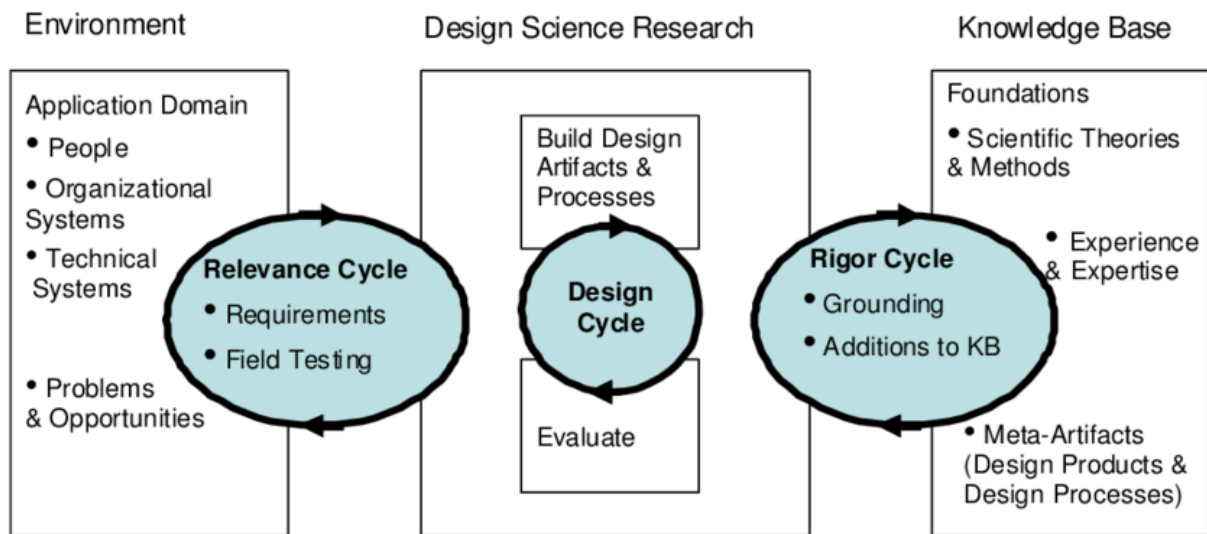 Environment
Design Science Research
Knowledge Base
Application Domain
• People
• Organizational
Systems
• Technical
Systems
• Problems
& Opportunities
Relevance Cycle
• Requirements
• Field Testing
Build Design
Artifacts &
Processes
Design
Cycle
Evaluate
Rigor Cycle
• Grounding
• Additions to KB
Foundations
• Scientific Theories
& Methods
• Experience
& Expertise
• Meta-Artifacts
(Design Products &
Design Processes)